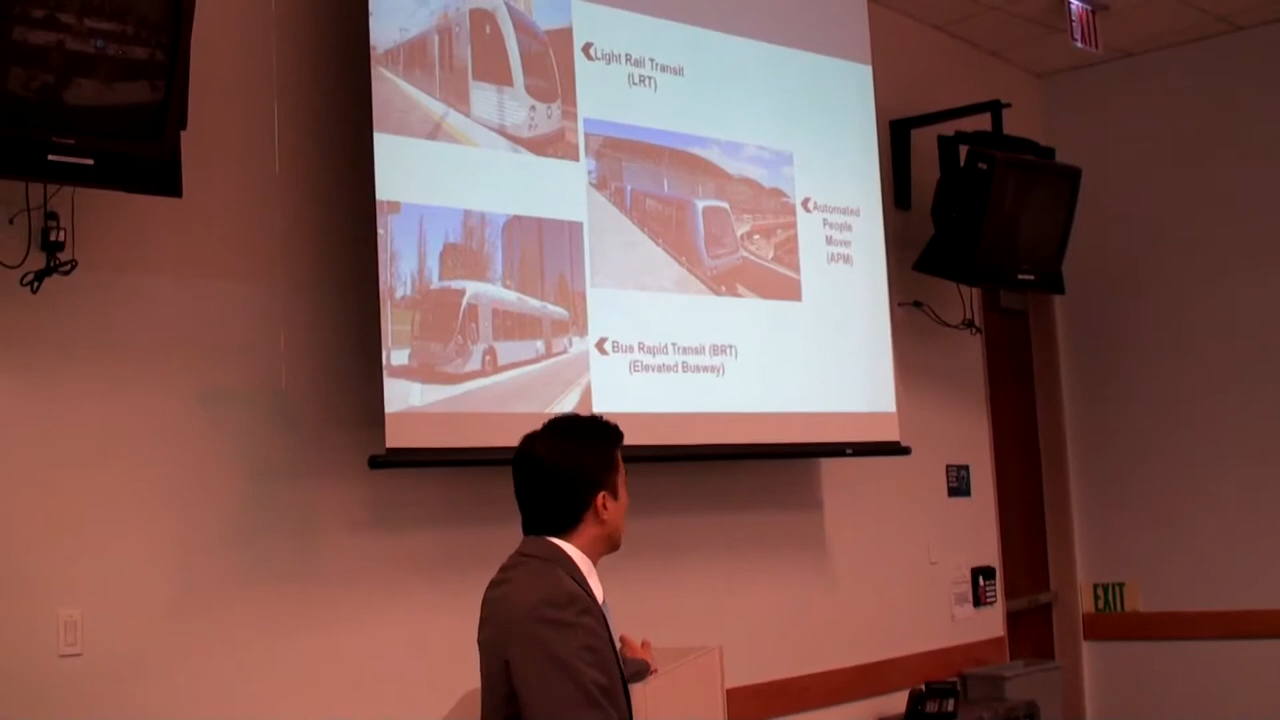 EXIT
Light Rail Transit
(LRT)
Automated
People
Mover
(APM)
Bus Rapid Transit (BRT)
(Elevated Busway)
EXIT